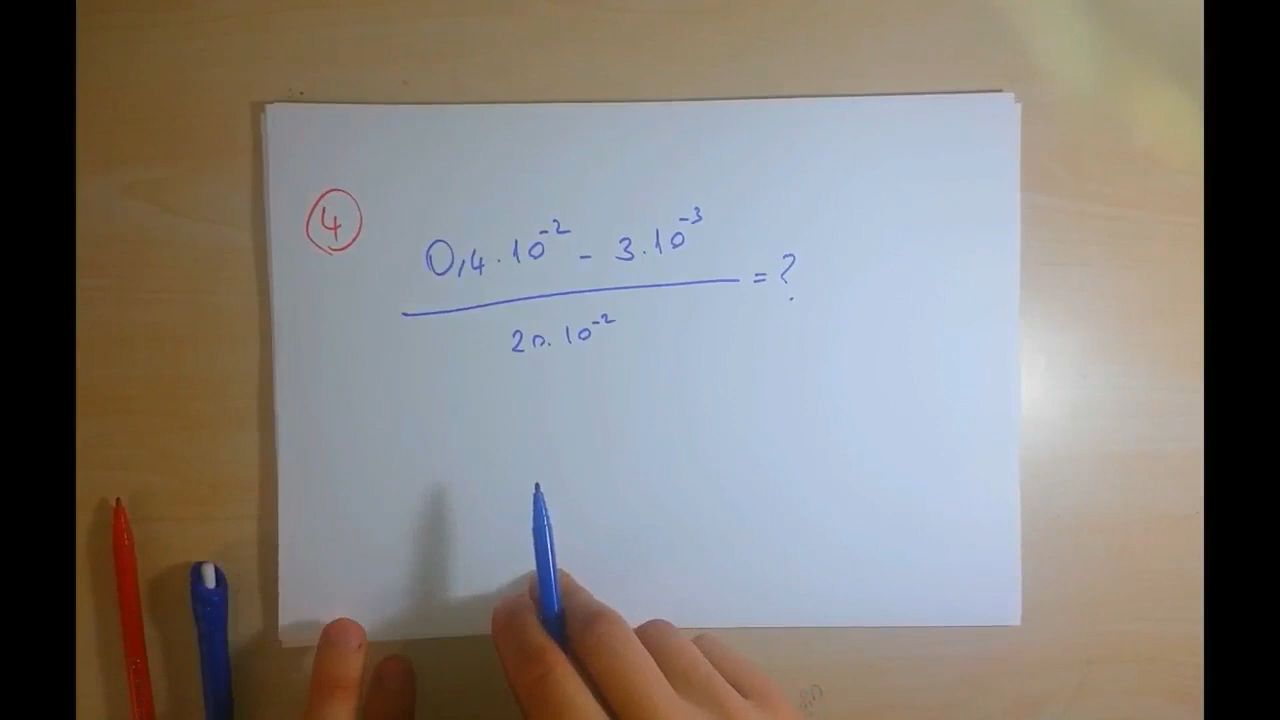 4
0,4.10⁻² - 3.10⁻³
= ?
20.10⁻²